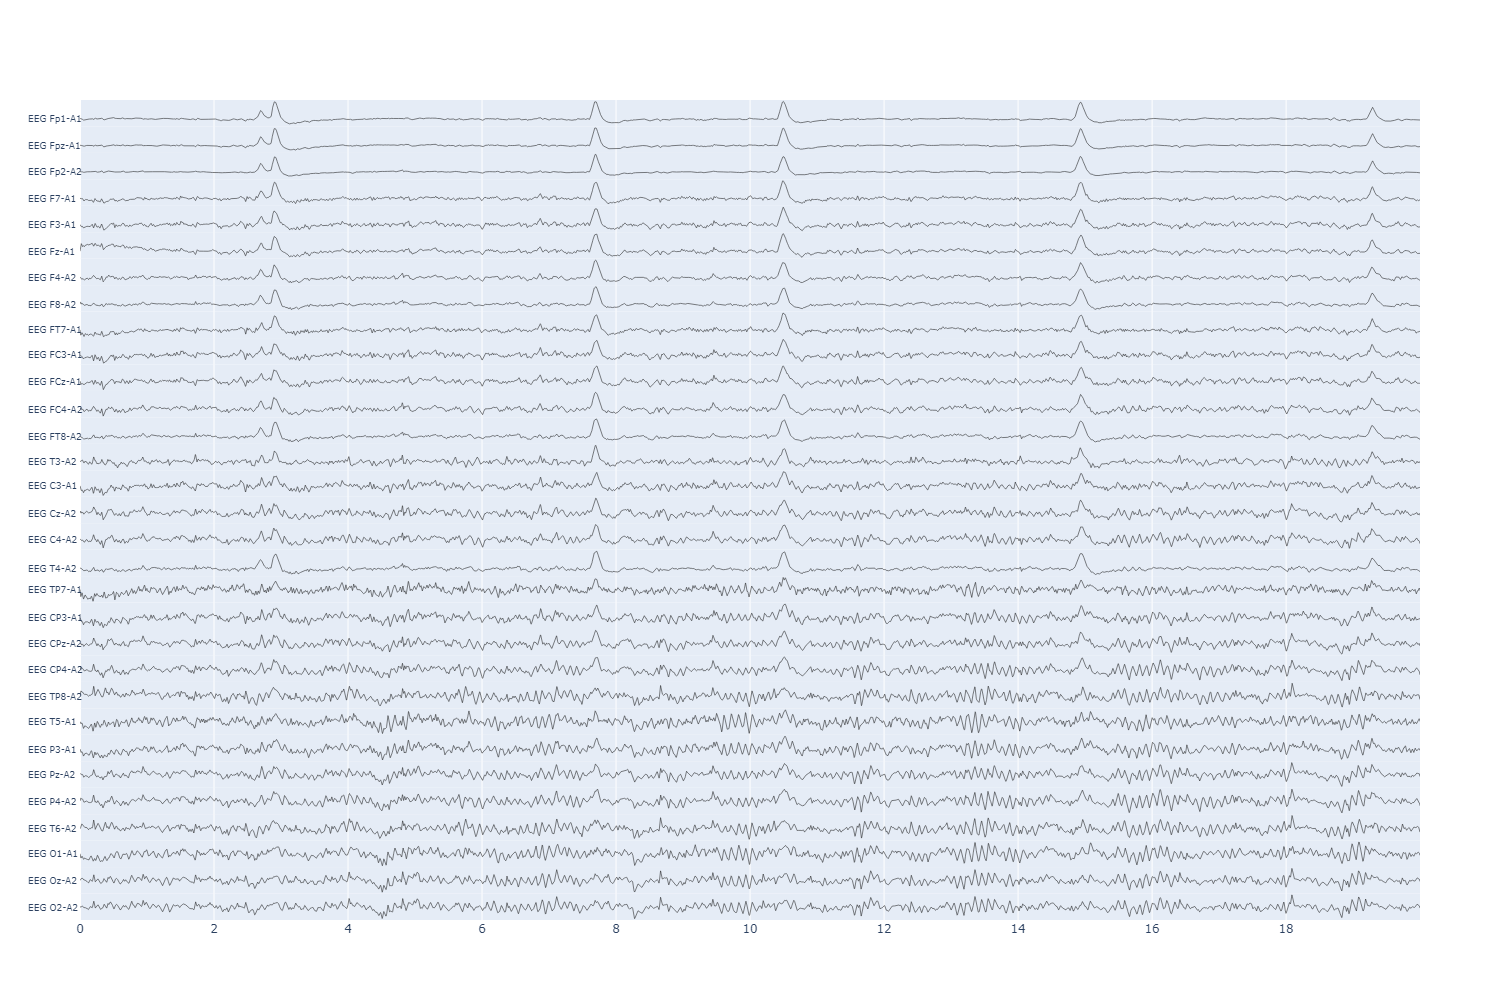 EEG Fp1-A1
EEG Fpz-A1
EEG Fp2-A2
EEG F7-A1
EEG F3-A1
EEG Fz-A1
EEG F4-A2
EEG F8-A2
EEG FT7-A1
EEG FC3-A1
EEG FCz-A1
EEG FC4-A2
EEG FT8-A2
EEG T3-A2
EEG C3-A1
EEG Cz-A2
EEG C4-A2
EEG T4-A2
EEG TP7-A1
EEG CP3-A1
EEG CPz-A2
EEG CP4-A2
EEG TP8-A2
EEG T5-A1
EEG P3-A1
EEG Pz-A2
EEG P4-A2
EEG T6-A2
EEG O1-A1
EEG Oz-A2
EEG O2-A2
0 2 4 6 8 10 12 14 16 18